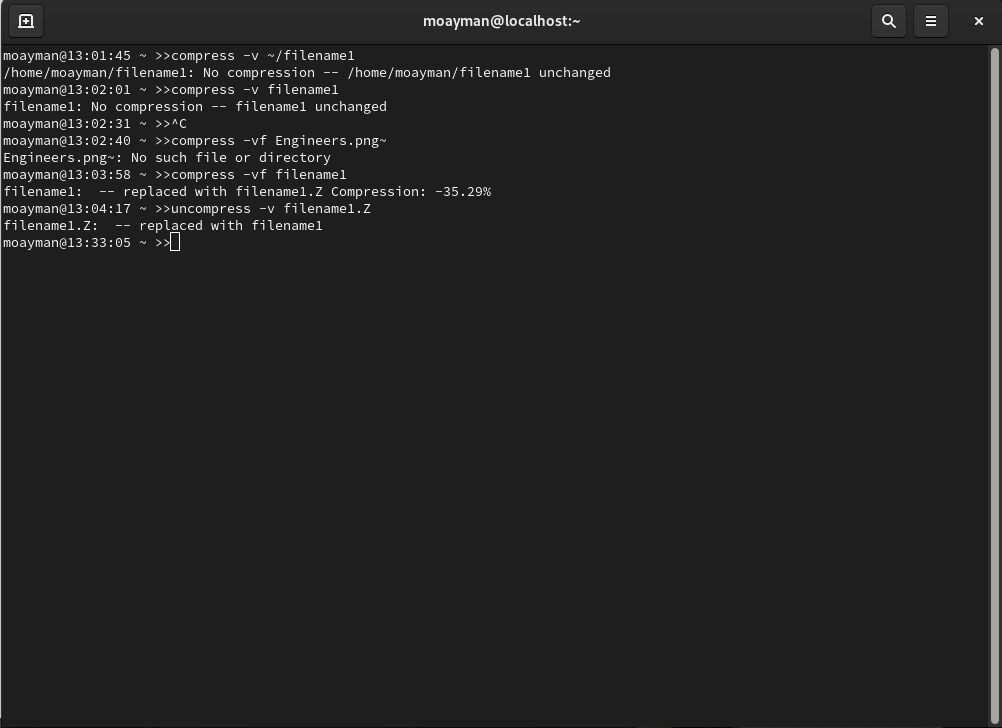 moayman@localhost:~
moayman@13:01:45 ~ >>compress -v ~/filename1
/home/moayman/filename1: No compression -- /home/moayman/filename1 unchanged
moayman@13:02:01 ~ >>compress -v filename1
filename1: No compression -- filename1 unchanged
moayman@13:02:31 ~ >>^C
moayman@13:02:40 ~ >>compress -vf Engineers.png~
Engineers.png~: No such file or directory
moayman@13:03:58 ~ >>compress -vf filename1
filename1:  -- replaced with filename1.Z Compression: -35.29%
moayman@13:04:17 ~ >>uncompress -v filename1.Z
filename1.Z:  -- replaced with filename1
moayman@13:33:05 ~ >>